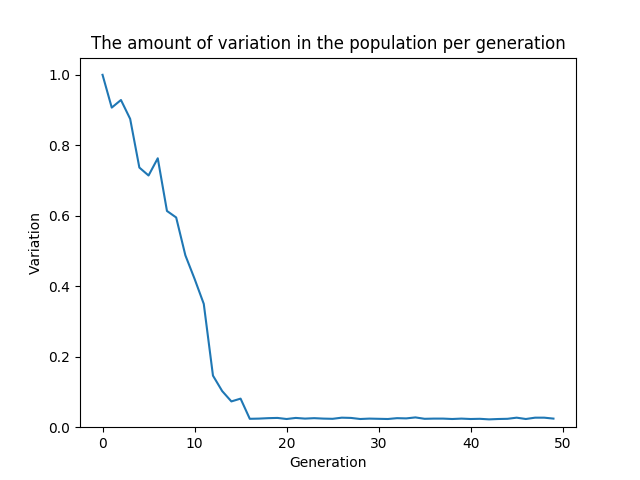 The amount of variation in the population per generation
1.0
0.8
0.6
0.4
0.2
0.0
Variation
0 10 20 30 40 50
Generation